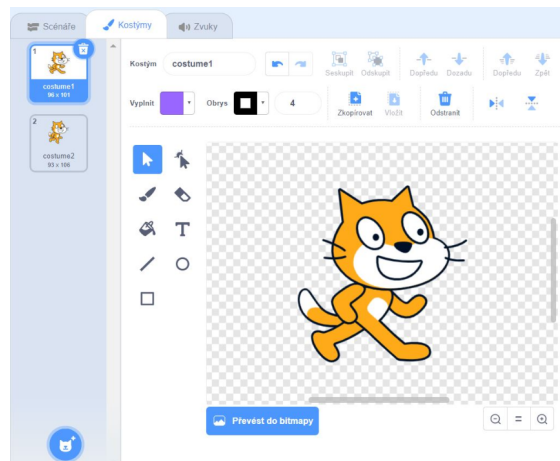 Scénáře
Kostýmy
Zvuky
1
costume1
96 x 101
2
costume2
93 x 106
Kostým
costume1
Seskupit
Odskupit
Dopředu
Dozadu
Dopředu
Zpět
Vyplnit
Obrys
4
Zkopírovat
Vložit
Odstranit
T
Převést do bitmapy
=